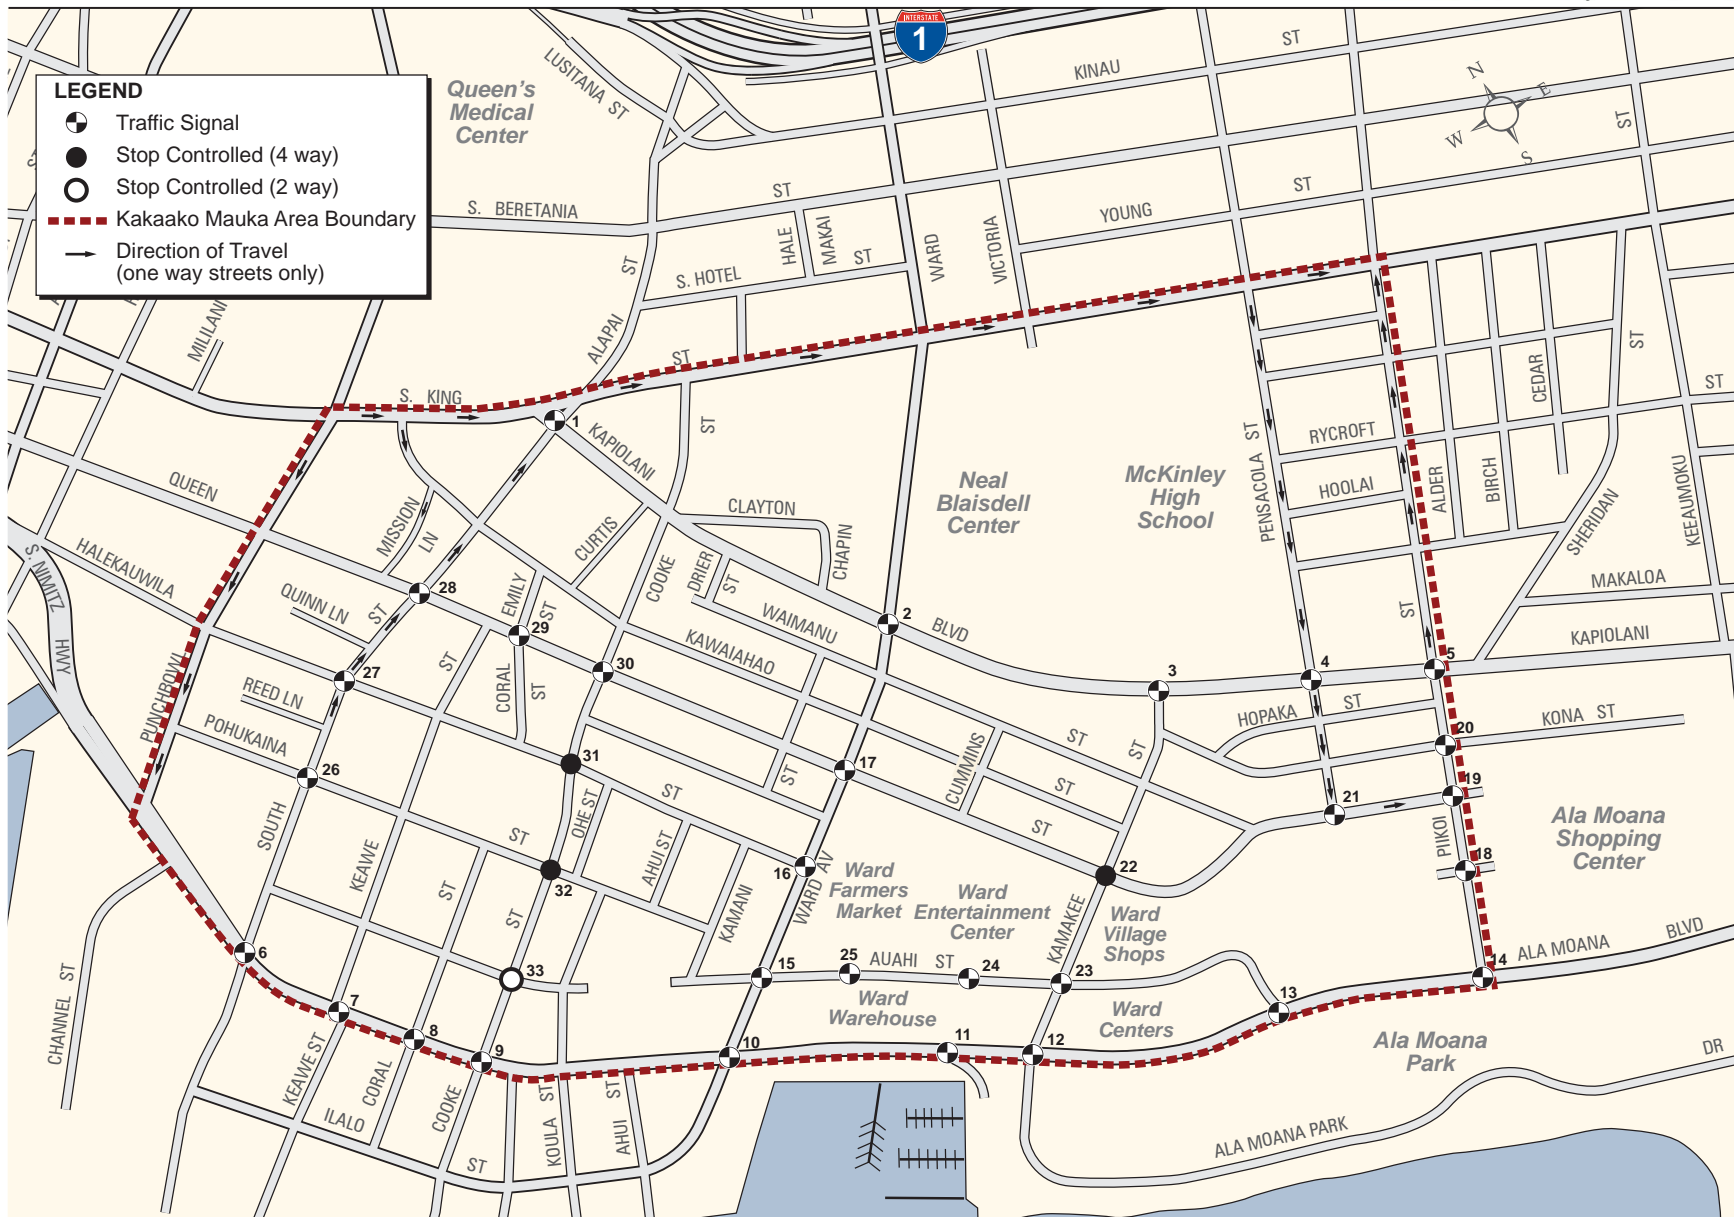 INTERSTATE
1
LEGEND
Traffic Signal
Stop Controlled (4 way)
Stop Controlled (2 way)
Kakaako Mauka Area Boundary
Direction of Travel
(one way streets only)
Queen's
Medical
Center
LUSITANA ST
KINAU
ST
N
E
W
S
ST
S. BERETANIA
ST
YOUNG
ST
HALE
MAKAI
ST
S. HOTEL
WARD
VICTORIA
ALAPAI
ST
MILILANI
S. KING
ST
KAPIOLANI
ST
QUEEN
MISSION
LN
CURTIS
CLAYTON
CHAPIN
COOKE
DRIER
ST
Neal
Blaisdell
Center
McKinley
High
School
PENSACOLA ST
RYCROFT
HOOLAI
ALDER
BIRCH
CEDAR
ST
SHERIDAN
KEEAUMOKU
ST
MAKALOA
ST
KAPIOLANI
S. NIMITZ
HWY
HALEKAUWILA
PUNCHBOWL
QUINN LN
ST
EMILY
ST
CORAL
ST
ST
REED LN
POHUKAINA
WAIMANU
KAWAIAHAO
BLVD
HOPAKA
ST
KONA ST
ST
ST
ST
ST
ST
CUMMINS
SOUTH
KEAWE
ST
ST
OHE ST
ST
AHUI ST
KAMANI
WARD AV
ST
Ward
Farmers
Market
Ward
Entertainment
Center
Ward
Village
Shops
KAMAKEE
PIIKOI
Ala Moana
Shopping
Center
AUAHI
ST
Ward
Warehouse
Ward
Centers
ALA MOANA
BLVD
Ala Moana
Park
CHANNEL ST
KEAWE ST
CORAL
COOKE
ILALO
ST
KOULA
ST
AHUI
ST
ALA MOANA PARK
DR
1
2
3
4
5
6
7
8
9
10
11
12
13
14
15
16
17
18
19
20
21
22
23
24
25
26
27
28
29
30
31
32
33